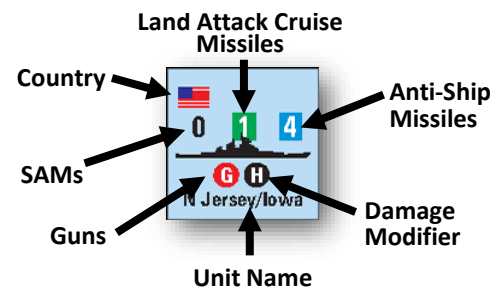 Land Attack Cruise
Missiles
Country
Anti-Ship
Missiles
0 1 4
SAMs
G H
N Jersey/Iowa
Guns
Damage
Modifier
Unit Name